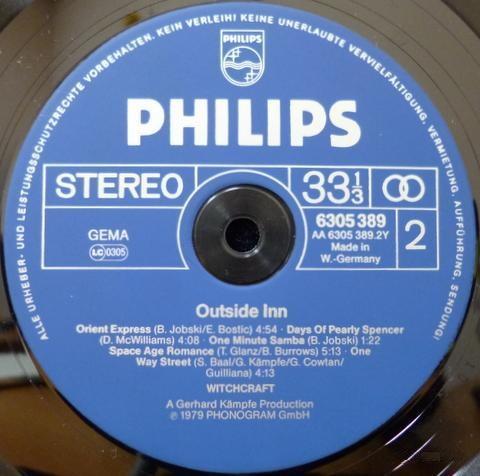 ALLE URHEBER- UND LEISTUNGSSCHUTZRECHTE VORBEHALTEN. KEIN VERLEIH! KEINE UNERLAUBTE VERVIELFÄLTIGUNG, VERMIETUNG, AUFFÜHRUNG, SENDUNG!
PHILIPS
PHILIPS
STEREO
33 1/3
GEMA
LC 0305
6305 389
AA 6305 389.2Y
Made in
W.-Germany
2
Outside Inn
Orient Express (B. Jobski/E. Bostic) 4:54 · Days Of Pearly Spencer
(D. McWilliams) 4:08 · One Minute Samba (B. Jobski) 1:22
Space Age Romance (T. Glanz/B. Burrows) 5:13 · One
Way Street (S. Baal/G. Kämpfe/G. Cowtan/
Guilliana) 4:13
WITCHCRAFT
A Gerhard Kämpfe Production
℗ 1979 PHONOGRAM GmbH